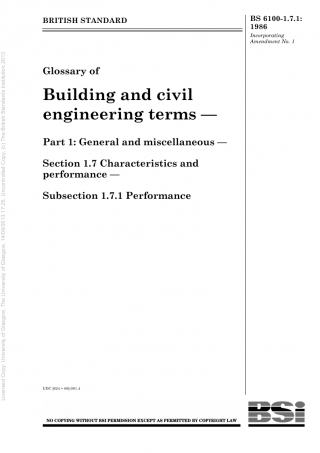 BRITISH STANDARD
BS 6100-1.7.1:
1986
Incorporating
Amendment No. 1
Glossary of
Building and civil
engineering terms —
Part 1: General and miscellaneous —
Section 1.7 Characteristics and
performance —
Subsection 1.7.1 Performance
Licensed Copy: University of Glasgow, The University of Glasgow, 14/03/2013 17:25, Uncontrolled Copy, (c) The British Standards Institution 2013
NO COPYING WITHOUT BSI PERMISSION EXCEPT AS PERMITTED BY COPYRIGHT LAW
BSi